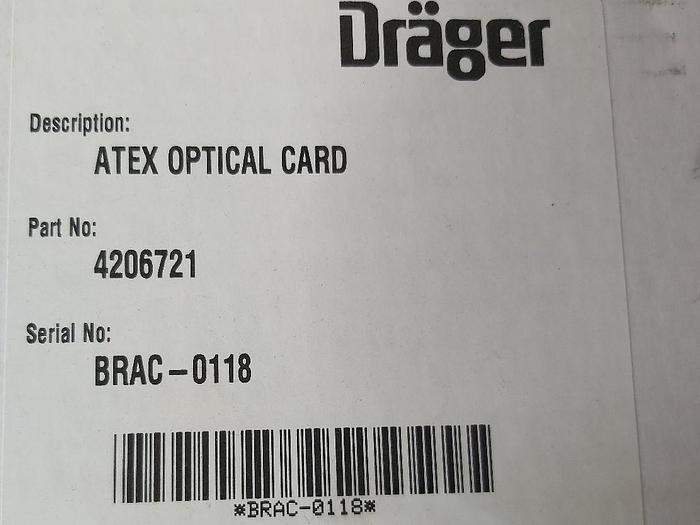 Dräger
Description:
ATEX OPTICAL CARD
Part No:
4206721
Serial No:
BRAC-0118
*BRAC-0118*